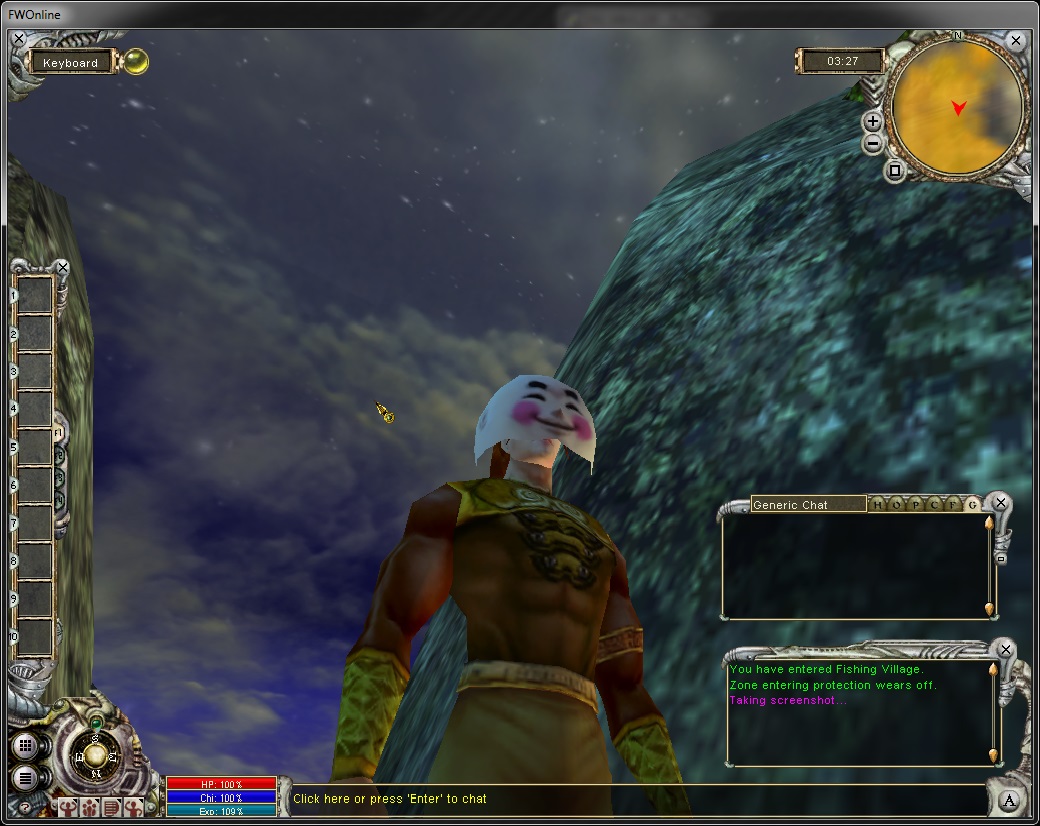 FWOnline
Keyboard
03:27
N
1
2
3
4
5
6
7
8
9
10
F1
Generic Chat
H O P C F G
You have entered Fishing Village.
Zone entering protection wears off.
Taking screenshot...
S
E
N
HP: 100%
Chi: 100%
Exp: 109%
Click here or press 'Enter' to chat
A
?